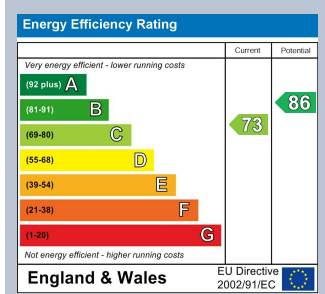 Energy Efficiency Rating
Current Potential
Very energy efficient - lower running costs
(92 plus) A
(81-91) B
86
(69-80) C
73
(55-68) D
(39-54) E
(21-38) F
(1-20) G
Not energy efficient - higher running costs
England & Wales
EU Directive
2002/91/EC